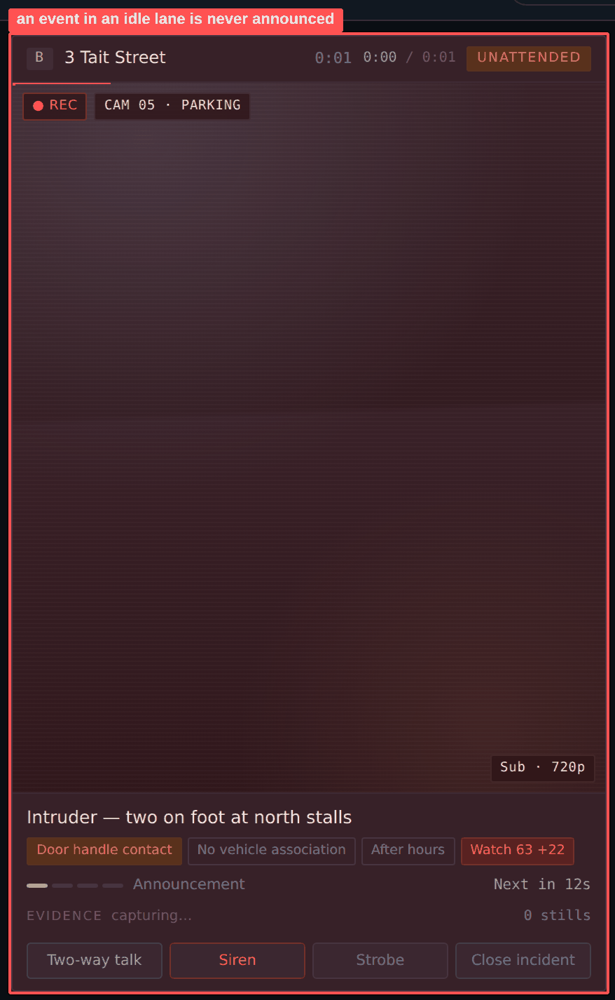 an event in an idle lane is never announced
B 3 Tait Street 0:01 0:00 / 0:01 UNATTENDED
REC CAM 05 · PARKING
Sub · 720p
Intruder — two on foot at north stalls
Door handle contact No vehicle association After hours Watch 63 +22
Announcement Next in 12s
EVIDENCE capturing… 0 stills
Two-way talk Siren Strobe Close incident